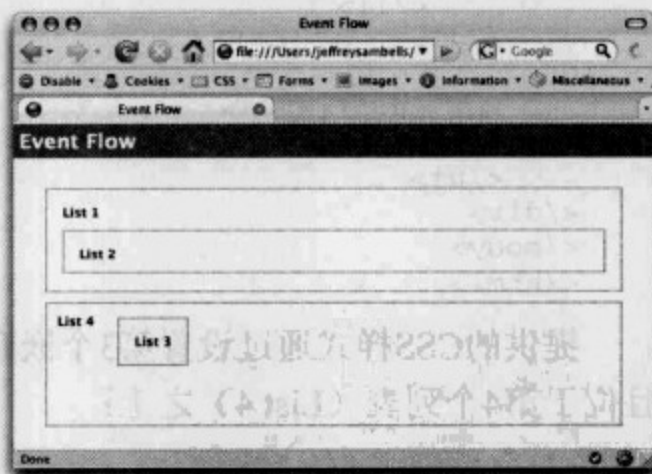 Event Flow
file:///Users/jeffreysambells/
Google
Disable Cookies CSS Forms Images Information Miscellaneous
Event Flow
Event Flow
List 1
List 2
List 4
List 3
Done